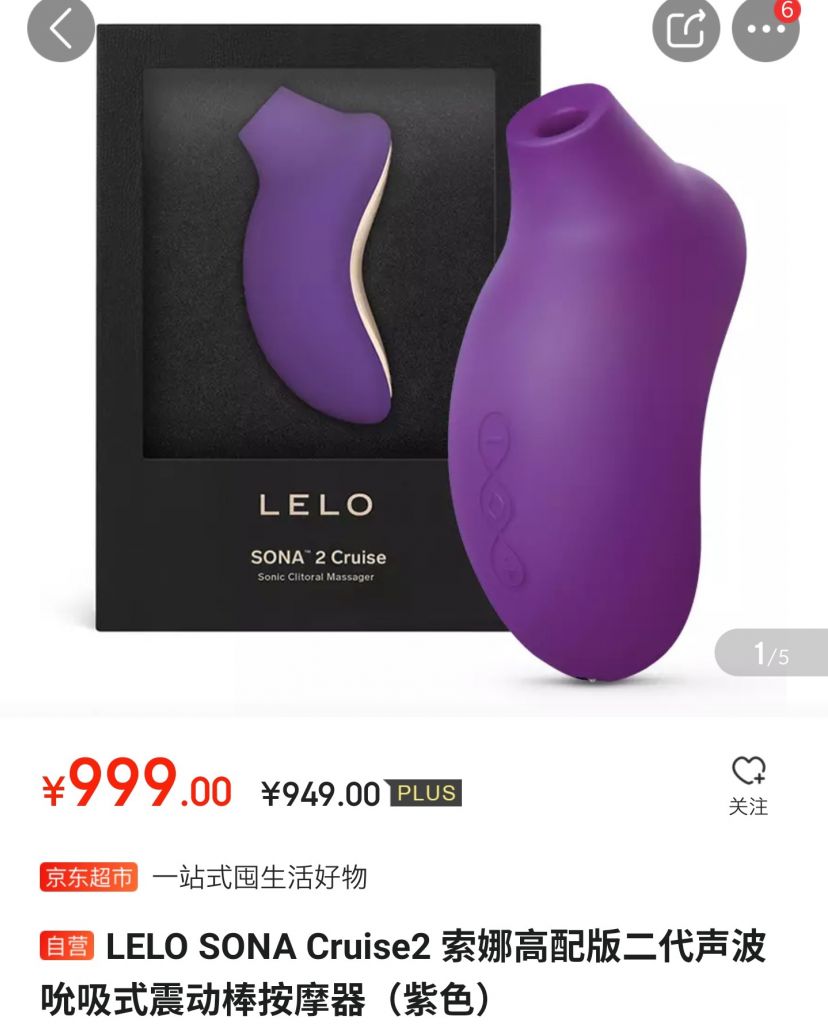 6
LELO
SONA™ 2 Cruise
Sonic Clitoral Massager
1/5
¥999.00 ¥949.00 PLUS
关注
京东超市 一站式囤生活好物
自营 LELO SONA Cruise2 索娜高配版二代声波
吮吸式震动棒按摩器（紫色）